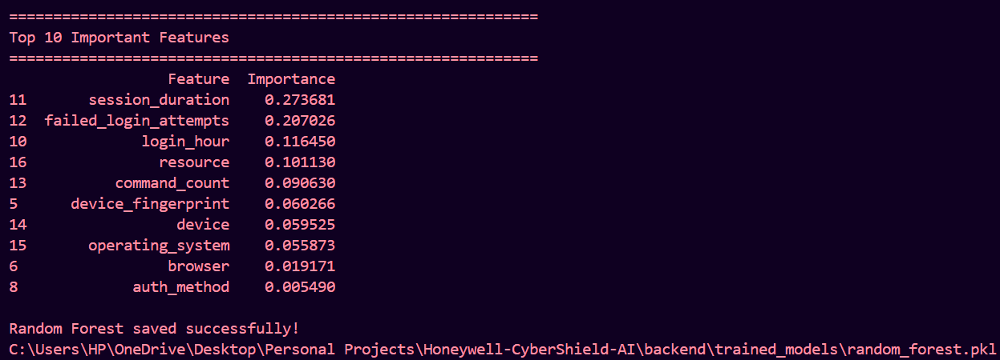 ============================================================
Top 10 Important Features
============================================================
                  Feature  Importance
11       session_duration    0.273681
12  failed_login_attempts    0.207026
10             login_hour    0.116450
16               resource    0.101130
13          command_count    0.090630
5      device_fingerprint    0.060266
14                 device    0.059525
15       operating_system    0.055873
6                 browser    0.019171
8             auth_method    0.005490

Random Forest saved successfully!
C:\Users\HP\OneDrive\Desktop\Personal Projects\Honeywell-CyberShield-AI\backend\trained_models\random_forest.pkl